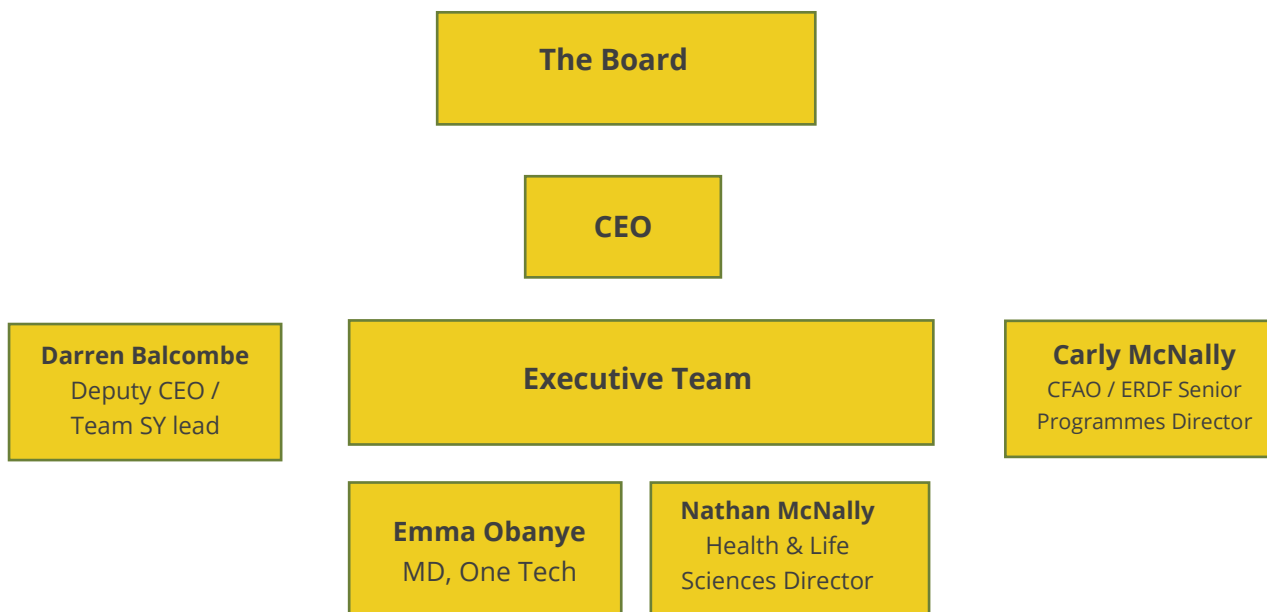 The Board
CEO
Darren Balcombe
Deputy CEO /
Team SY lead
Executive Team
Carly McNally
CFAO / ERDF Senior
Programmes Director
Emma Obanye
MD, One Tech
Nathan McNally
Health & Life
Sciences Director